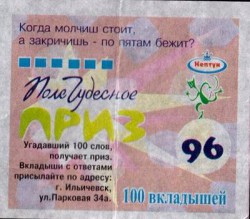 Когда молчиш стоит,
а закричишь - по пятам бежит?
Нептун
Поле Чудесное
ПРИЗ
Угадавший 100 слов,
получает приз.
Вкладыши с ответами
присылайте по адресу:
г. Ильичевск,
ул.Парковая 34а.
96
100 вкладышей